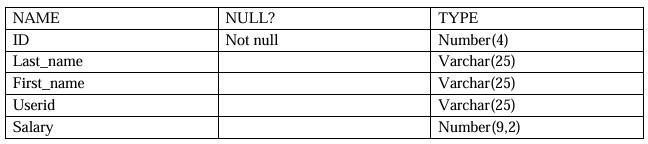 NAME NULL? TYPE
ID Not null Number(4)
Last_name Varchar(25)
First_name Varchar(25)
Userid Varchar(25)
Salary Number(9,2)